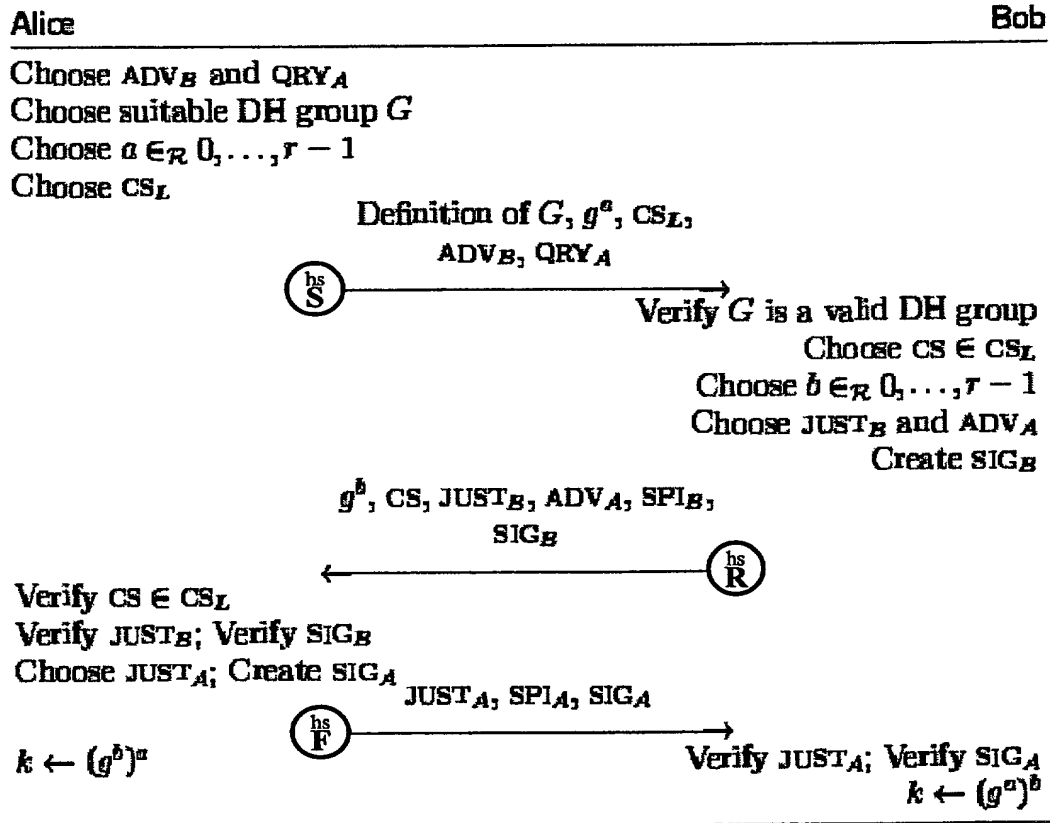 Alice Bob
Choose ADV_B and QRY_A
Choose suitable DH group G
Choose a ∈_R 0,...,r − 1
Choose CS_L
Definition of G, g^a, CS_L,
ADV_B, QRY_A
hs
S
Verify G is a valid DH group
Choose CS ∈ CS_L
Choose b ∈_R 0,...,r − 1
Choose JUST_B and ADV_A
Create SIG_B
g^b, CS, JUST_B, ADV_A, SPI_B,
SIG_B
hs
R
Verify CS ∈ CS_L
Verify JUST_B; Verify SIG_B
Choose JUST_A; Create SIG_A
JUST_A, SPI_A, SIG_A
hs
F
Verify JUST_A; Verify SIG_A
k ← (g^b)^a
k ← (g^a)^b